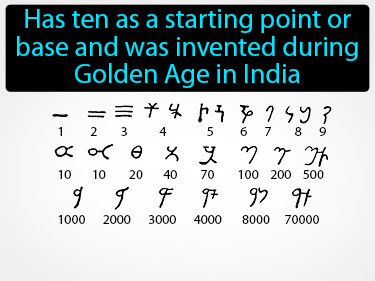 Has ten as a starting point or
base and was invented during
Golden Age in India
1 2 3 4 5 6 7 8 9
10 10 20 40 70 100 200 500
1000 2000 3000 4000 8000 70000